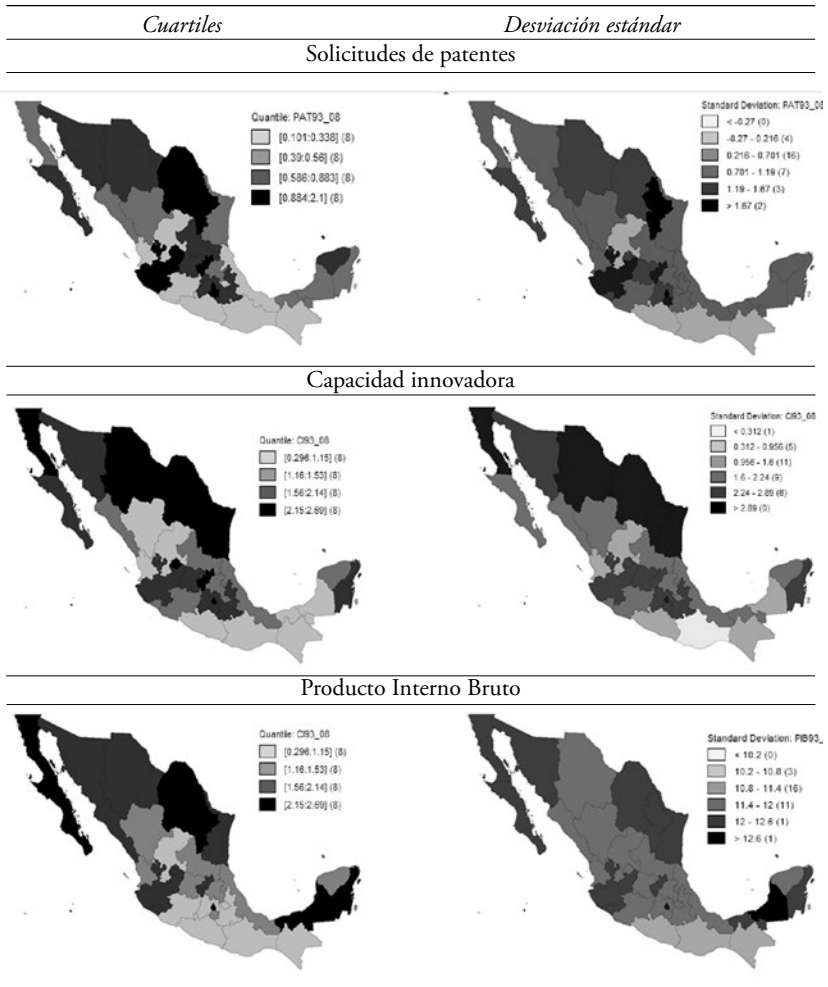 Cuartiles
Desviación estándar
Solicitudes de patentes
Quantile: PAT93_08
[0.101:0.338] (8)
[0.39:0.56] (8)
[0.586:0.883] (8)
[0.884:2.1] (8)
Standard Deviation: PAT93_08
< -0.27 (0)
-0.27 - 0.216 (4)
0.216 - 0.701 (16)
0.701 - 1.19 (7)
1.19 - 1.67 (3)
> 1.67 (2)
Capacidad innovadora
Quantile: CI93_08
[0.296:1.15] (8)
[1.16:1.53] (8)
[1.56:2.14] (8)
[2.15:2.69] (8)
Standard Deviation: CI93_08
< 0.312 (1)
0.312 - 0.956 (5)
0.956 - 1.6 (11)
1.6 - 2.24 (9)
2.24 - 2.89 (6)
> 2.89 (0)
Producto Interno Bruto
Quantile: CI93_08
[0.296:1.15] (8)
[1.16:1.53] (8)
[1.56:2.14] (8)
[2.15:2.69] (8)
Standard Deviation: PIB93_
< 10.2 (0)
10.2 - 10.8 (3)
10.8 - 11.4 (16)
11.4 - 12 (11)
12 - 12.6 (1)
> 12.6 (1)